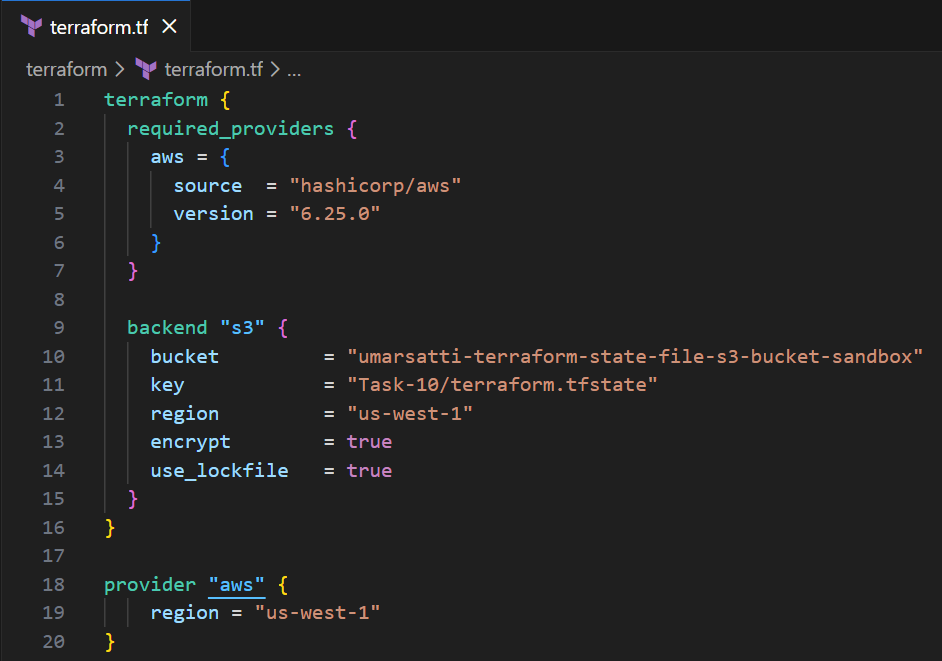 terraform.tf ✕
terraform > terraform.tf > ...
1 terraform {
2   required_providers {
3     aws = {
4       source  = "hashicorp/aws"
5       version = "6.25.0"
6     }
7   }
8
9   backend "s3" {
10     bucket         = "umarsatti-terraform-state-file-s3-bucket-sandbox"
11     key            = "Task-10/terraform.tfstate"
12     region         = "us-west-1"
13     encrypt        = true
14     use_lockfile   = true
15   }
16 }
17
18 provider "aws" {
19     region = "us-west-1"
20 }